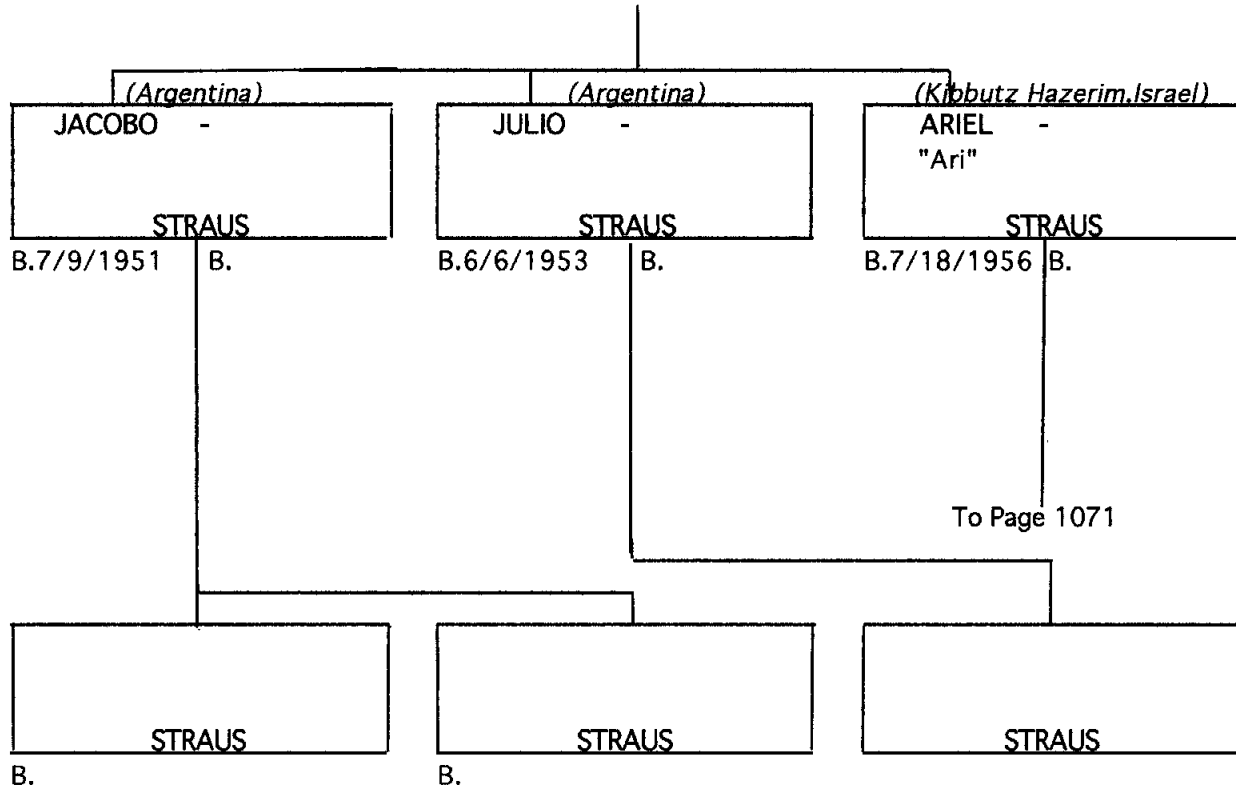 (Argentina) (Argentina) (Kibbutz Hazerim.Israel)
JACOBO - JULIO - ARIEL -
"Ari"
STRAUS STRAUS STRAUS
B.7/9/1951 B. B.6/6/1953 B. B.7/18/1956 B.
To Page 1071
STRAUS STRAUS STRAUS
B. B.